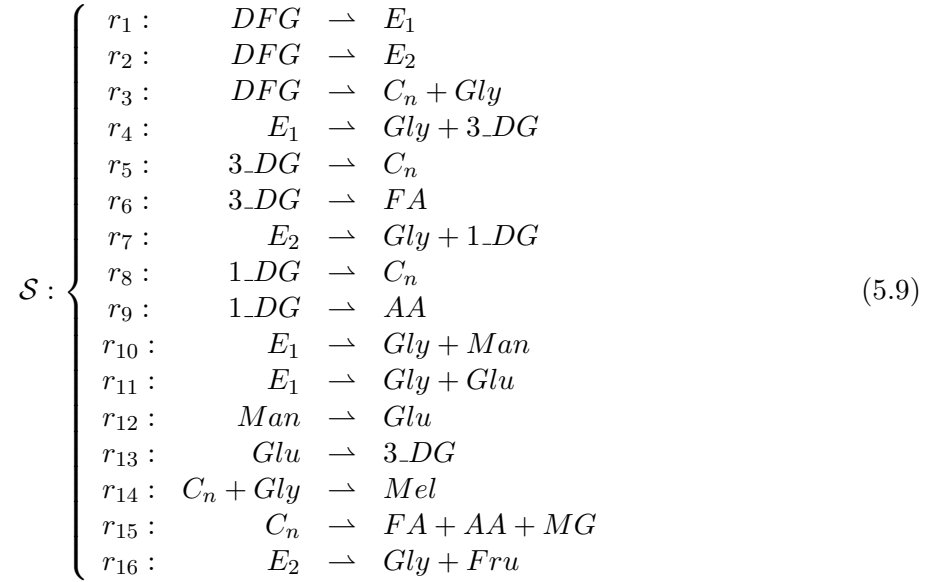 r1 : DFG ⇀ E1
r2 : DFG ⇀ E2
r3 : DFG ⇀ Cn + Gly
r4 : E1 ⇀ Gly + 3_DG
r5 : 3_DG ⇀ Cn
r6 : 3_DG ⇀ FA
r7 : E2 ⇀ Gly + 1_DG
r8 : 1_DG ⇀ Cn
S : r9 : 1_DG ⇀ AA (5.9)
r10 : E1 ⇀ Gly + Man
r11 : E1 ⇀ Gly + Glu
r12 : Man ⇀ Glu
r13 : Glu ⇀ 3_DG
r14 : Cn + Gly ⇀ Mel
r15 : Cn ⇀ FA + AA + MG
r16 : E2 ⇀ Gly + Fru